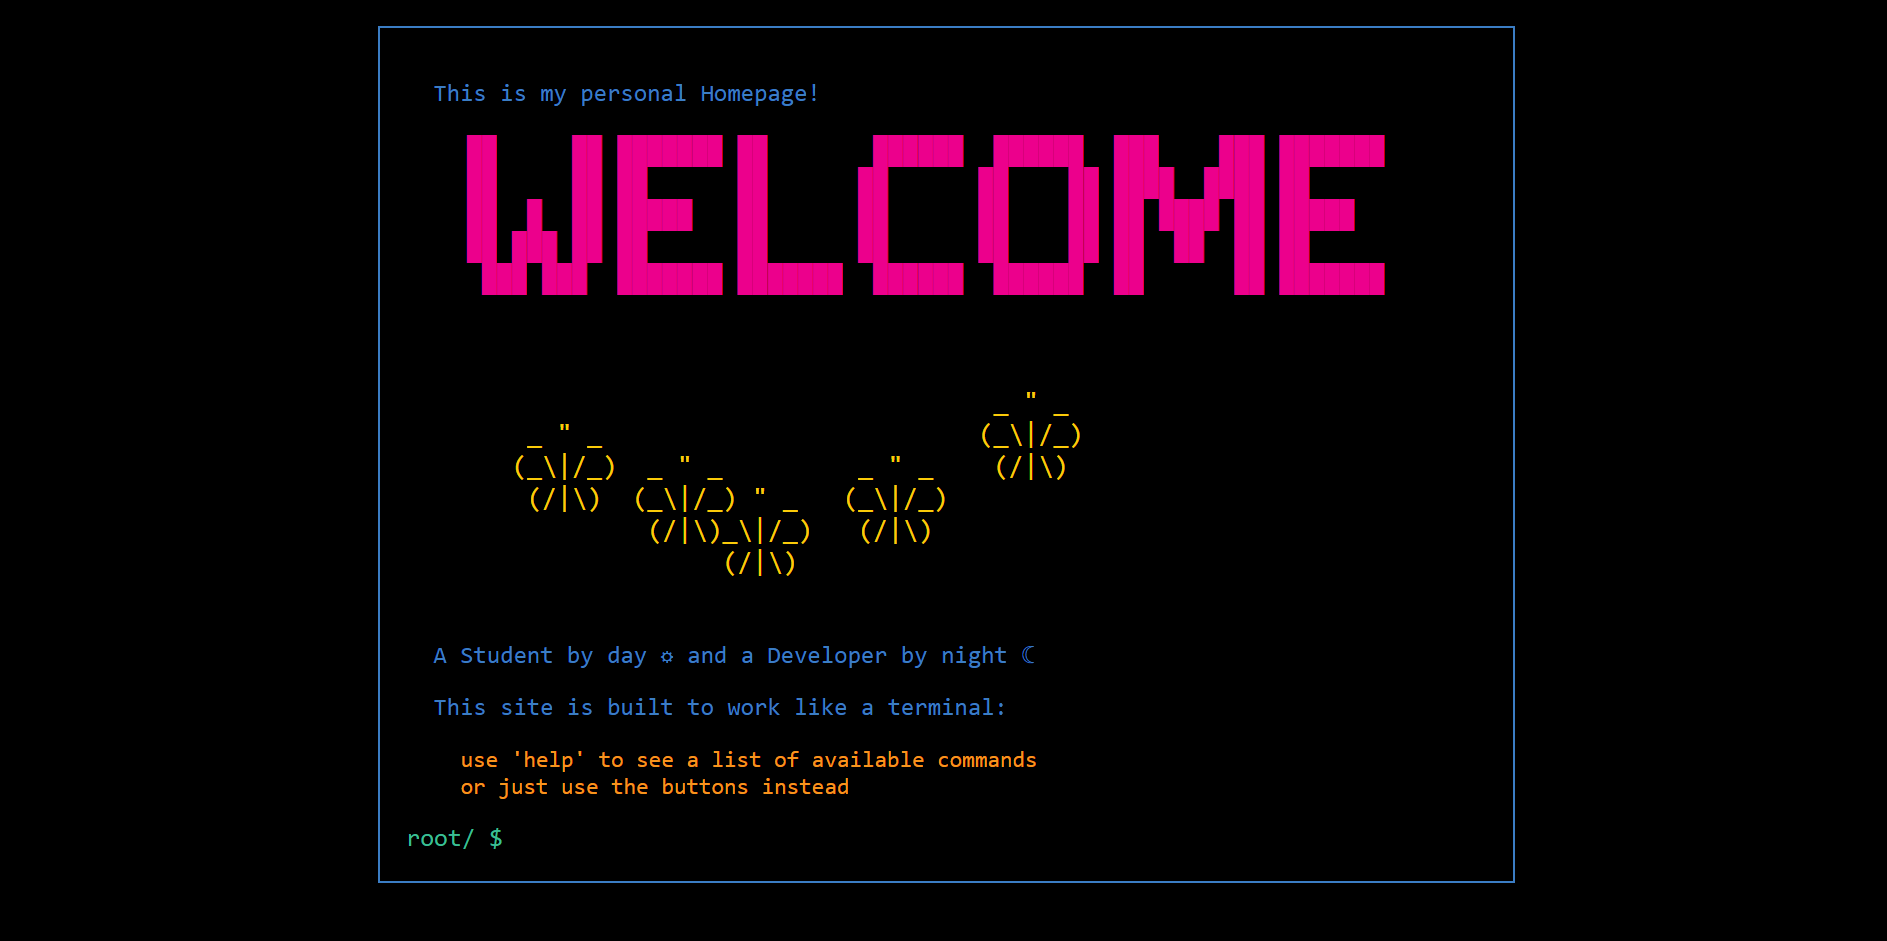 This is my personal Homepage!
WELCOME
A Student by day ☼ and a Developer by night ☾
This site is built to work like a terminal:
use 'help' to see a list of available commands
or just use the buttons instead
root/ $